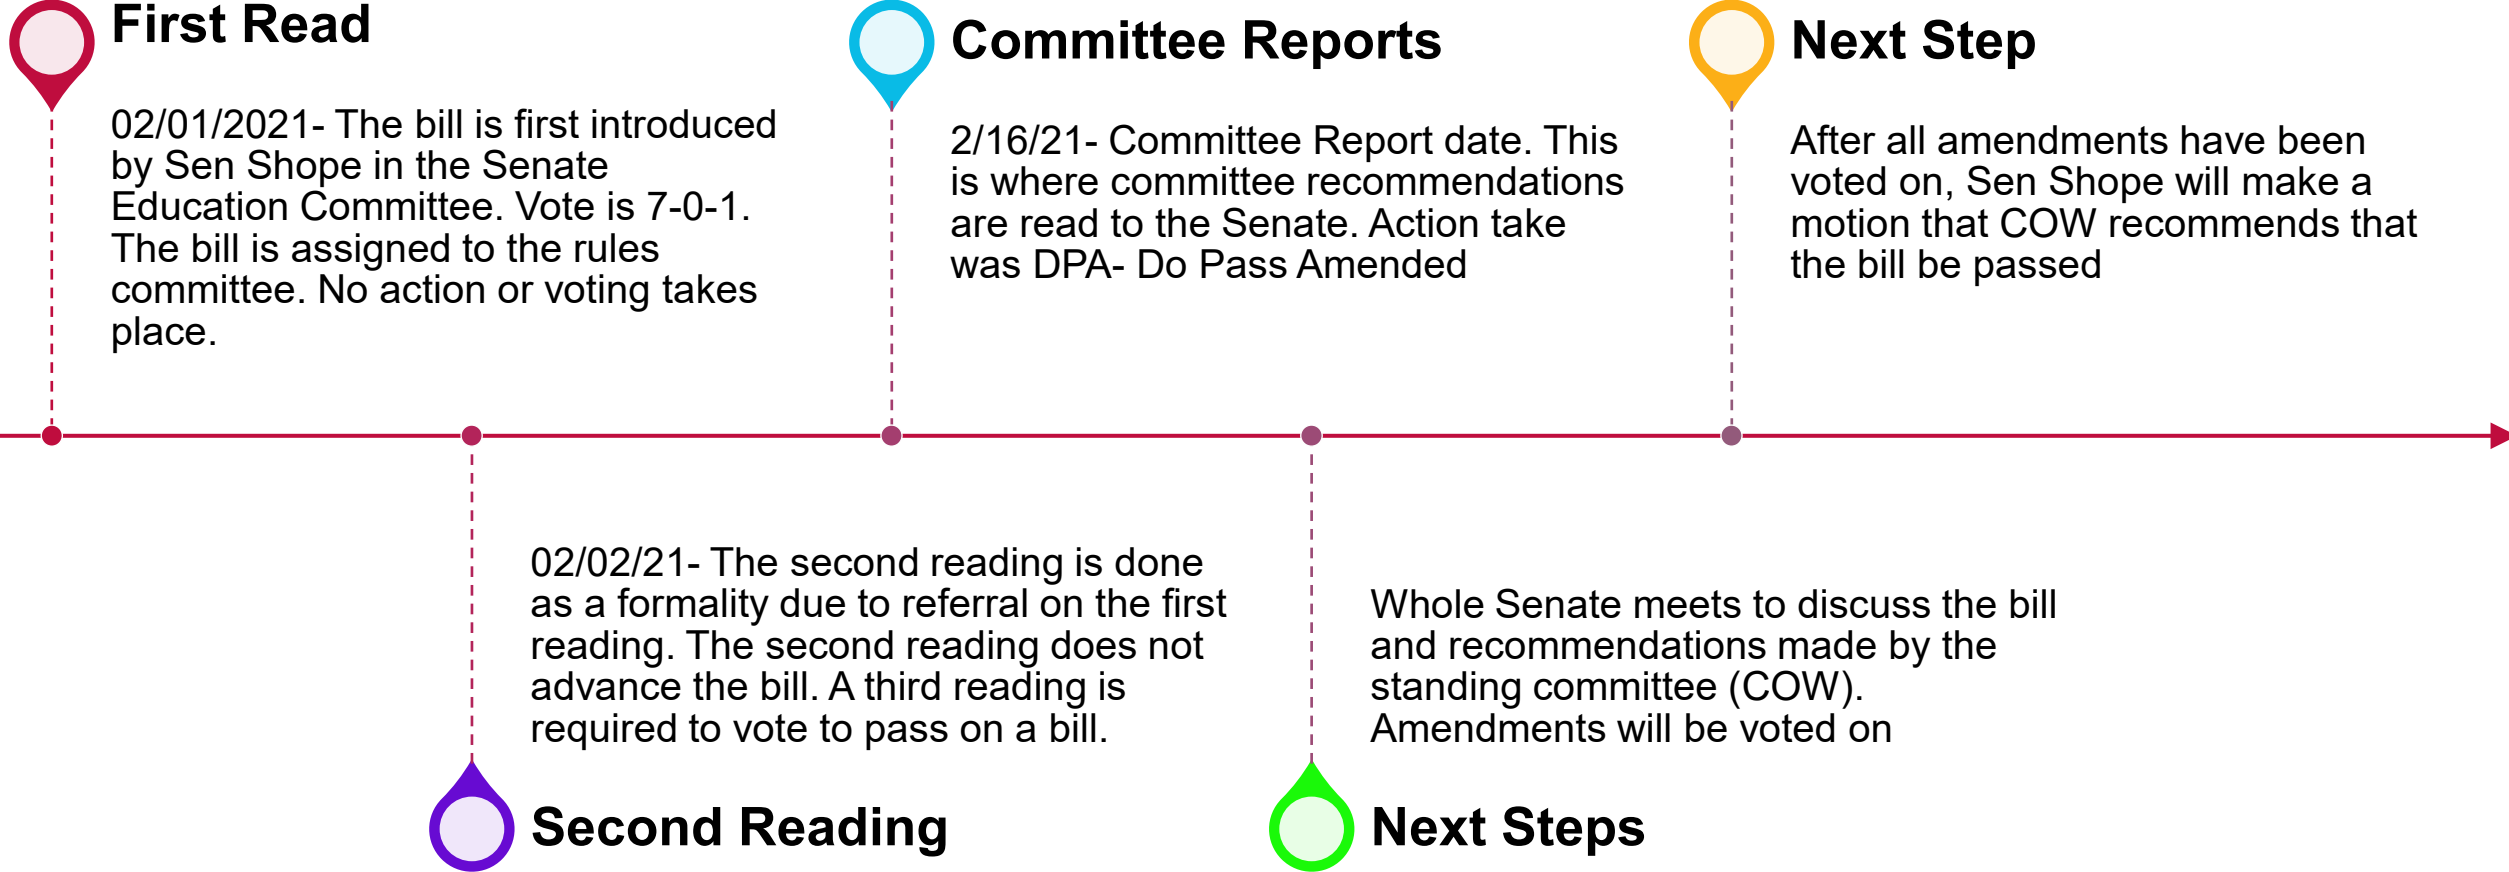 First Read
02/01/2021- The bill is first introduced
by Sen Shope in the Senate
Education Committee. Vote is 7-0-1.
The bill is assigned to the rules
committee. No action or voting takes
place.
02/02/21- The second reading is done
as a formality due to referral on the first
reading. The second reading does not
advance the bill. A third reading is
required to vote to pass on a bill.
Second Reading
Committee Reports
2/16/21- Committee Report date. This
is where committee recommendations
are read to the Senate. Action take
was DPA- Do Pass Amended
Whole Senate meets to discuss the bill
and recommendations made by the
standing committee (COW).
Amendments will be voted on
Next Steps
Next Step
After all amendments have been
voted on, Sen Shope will make a
motion that COW recommends that
the bill be passed